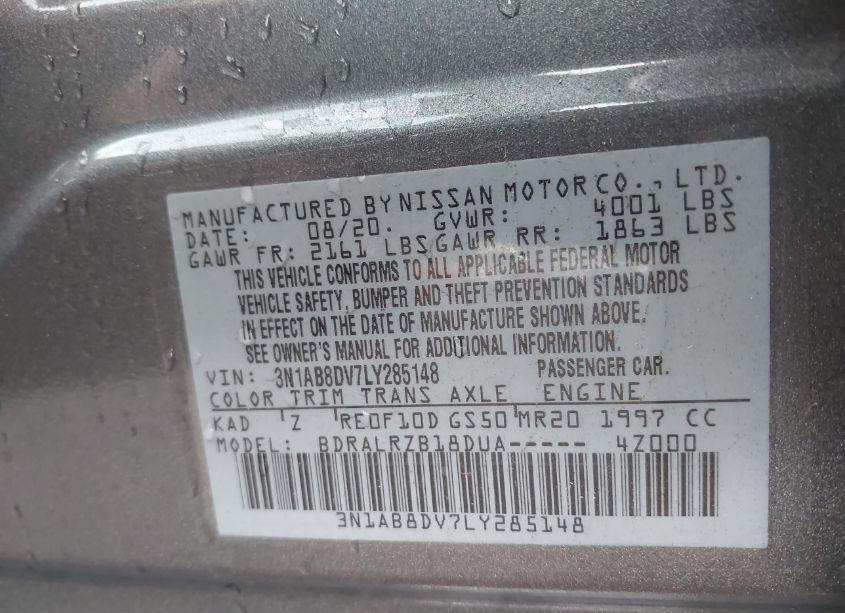 MANUFACTURED BY NISSAN MOTOR CO., LTD.
DATE: 08/20. GVWR: 4001 LBS
GAWR FR: 2161 LBS GAWR RR: 1863 LBS
THIS VEHICLE CONFORMS TO ALL APPLICABLE FEDERAL MOTOR
VEHICLE SAFETY, BUMPER AND THEFT PREVENTION STANDARDS
IN EFFECT ON THE DATE OF MANUFACTURE SHOWN ABOVE.
SEE OWNER'S MANUAL FOR ADDITIONAL INFORMATION.
VIN: 3N1AB8DV7LY285148 PASSENGER CAR.
COLOR TRIM TRANS AXLE ENGINE
KAD Z RE0F10D GS50 MR20 1997 CC
MODEL: BDRALRZB18DUA----- 4Z000
3N1AB8DV7LY285148